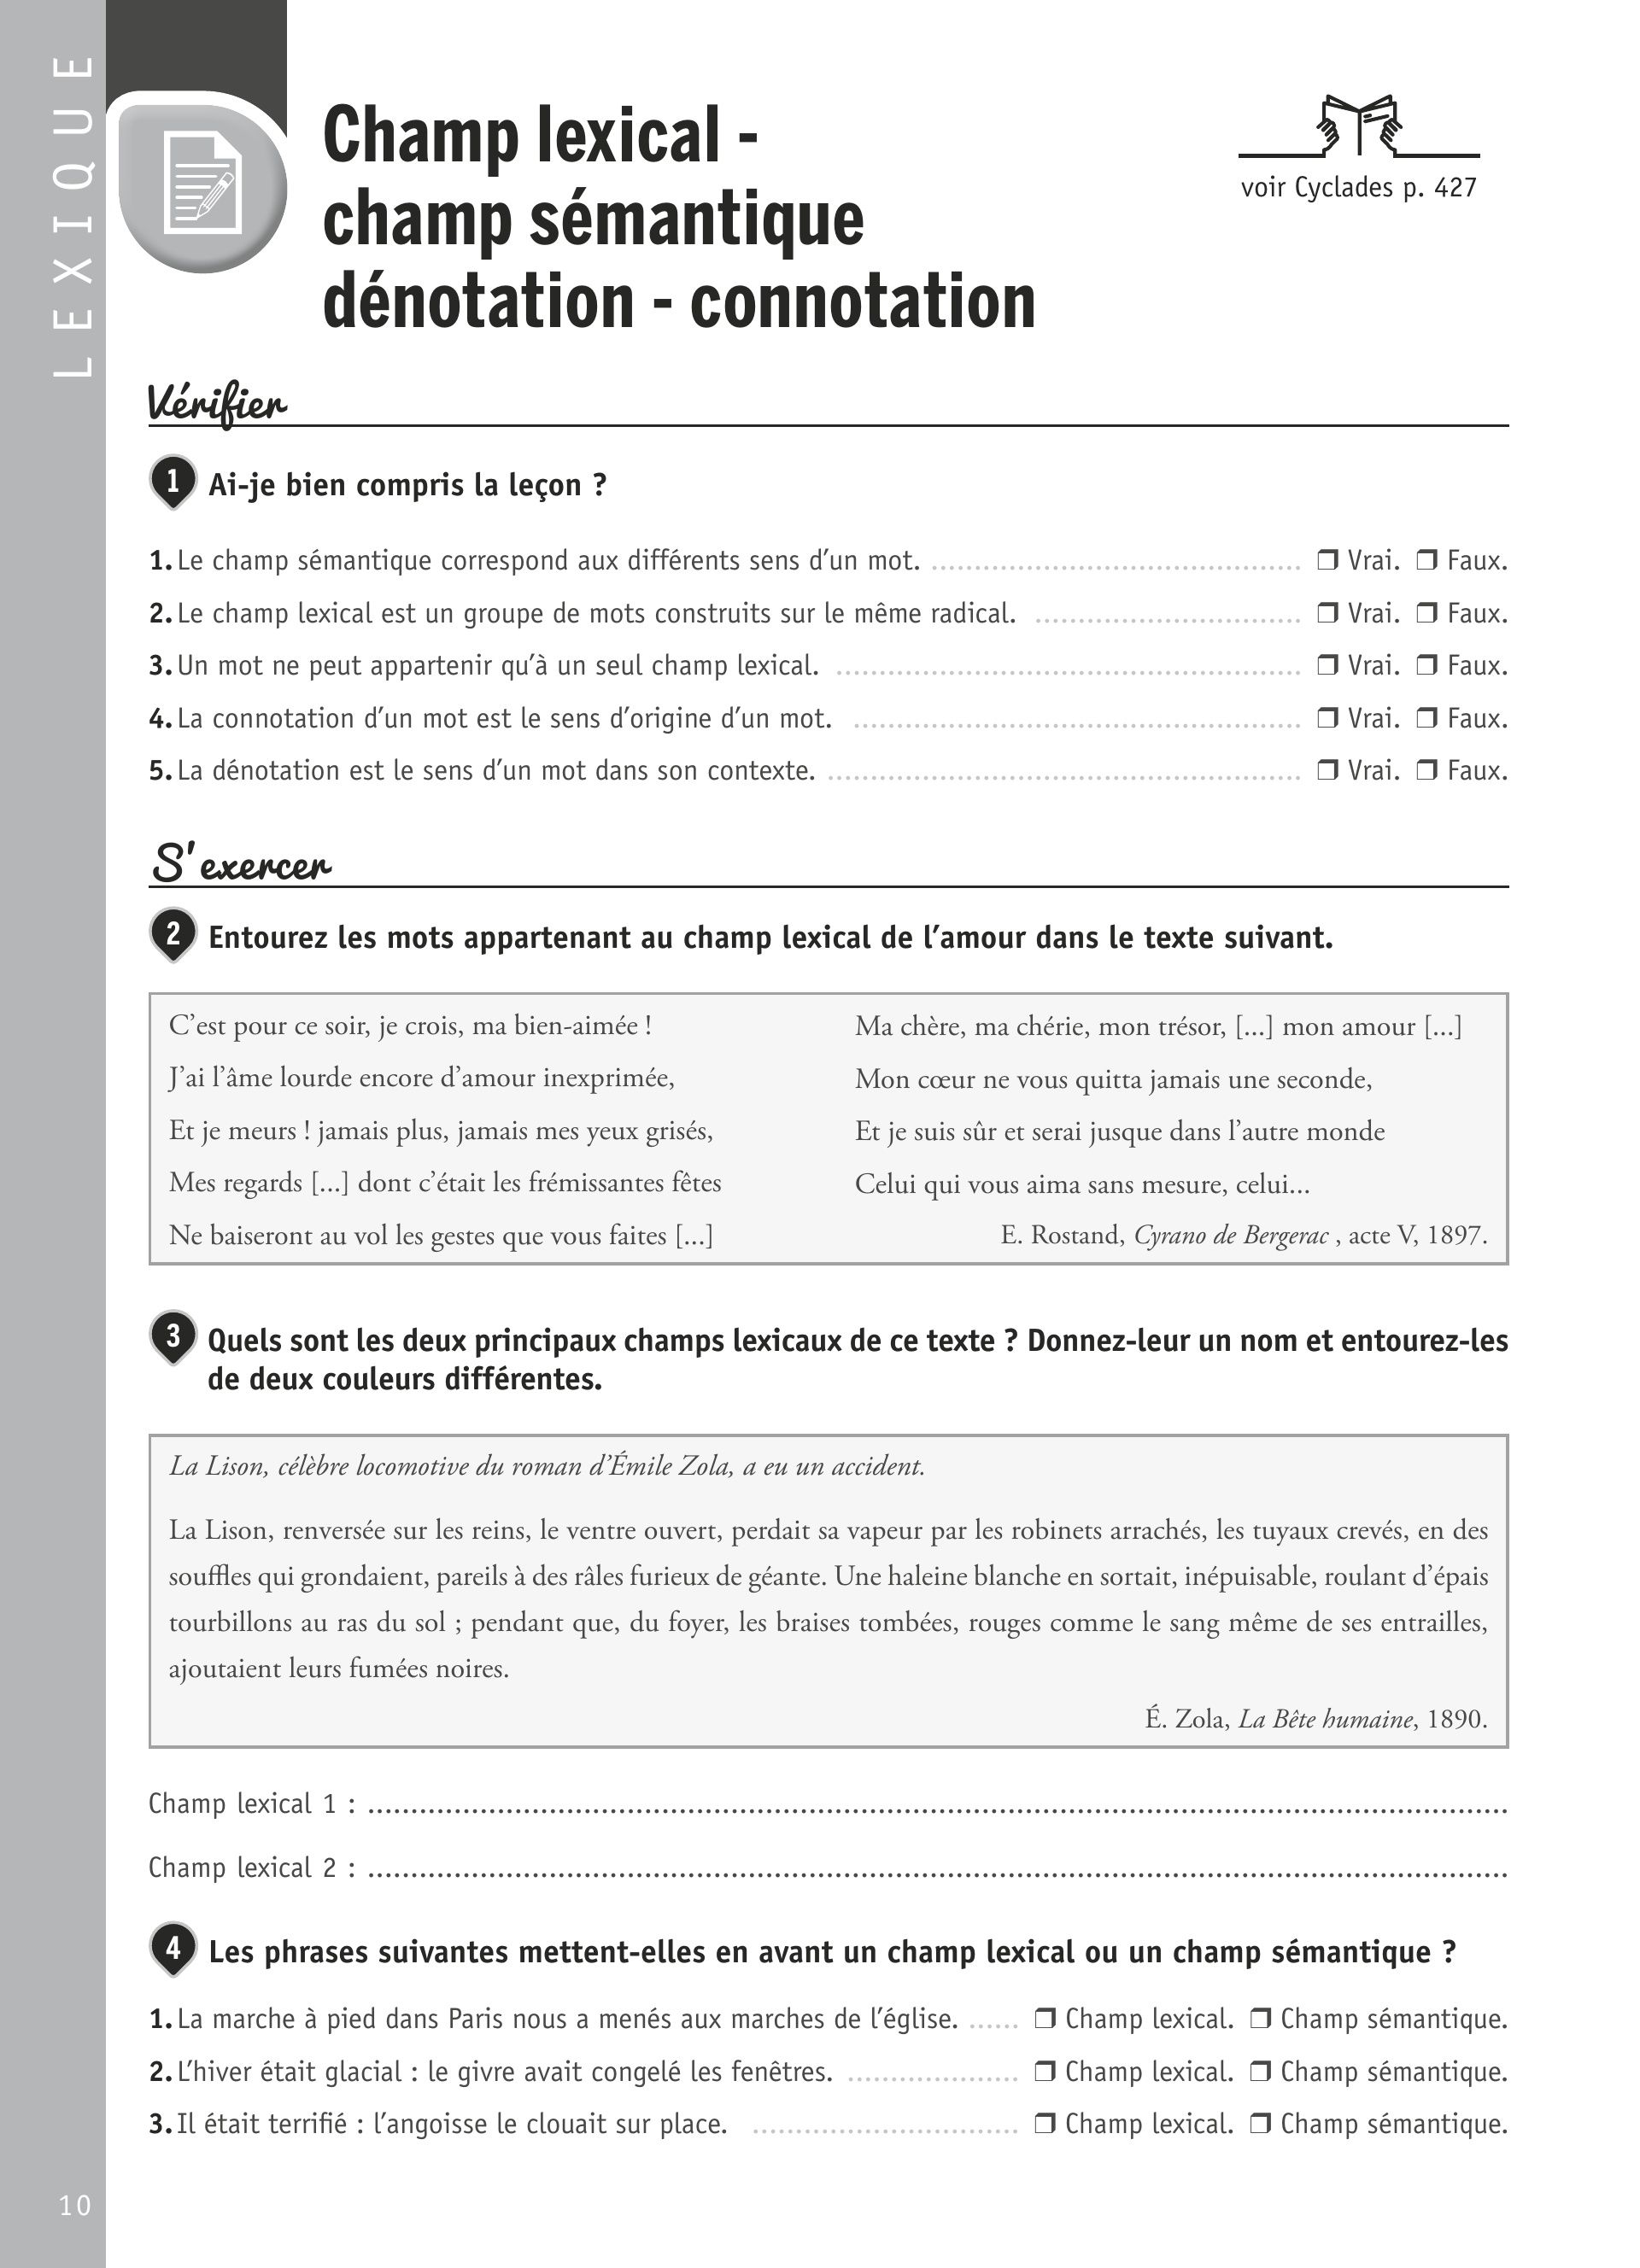 LEXIQUE
Champ lexical -
champ sémantique
dénotation - connotation
voir Cyclades p. 427
Vérifier
1 Ai-je bien compris la leçon ?
1. Le champ sémantique correspond aux différents sens d’un mot. ❒ Vrai. ❒ Faux.
2. Le champ lexical est un groupe de mots construits sur le même radical. ❒ Vrai. ❒ Faux.
3. Un mot ne peut appartenir qu’à un seul champ lexical. ❒ Vrai. ❒ Faux.
4. La connotation d’un mot est le sens d’origine d’un mot. ❒ Vrai. ❒ Faux.
5. La dénotation est le sens d’un mot dans son contexte. ❒ Vrai. ❒ Faux.
S’exercer
2 Entourez les mots appartenant au champ lexical de l’amour dans le texte suivant.
C’est pour ce soir, je crois, ma bien-aimée !
J’ai l’âme lourde encore d’amour inexprimée,
Et je meurs ! jamais plus, jamais mes yeux grisés,
Mes regards [...] dont c’était les frémissantes fêtes
Ne baiseront au vol les gestes que vous faites [...]
Ma chère, ma chérie, mon trésor, [...] mon amour [...]
Mon cœur ne vous quitta jamais une seconde,
Et je suis sûr et serai jusque dans l’autre monde
Celui qui vous aima sans mesure, celui...
E. Rostand, Cyrano de Bergerac , acte V, 1897.
3 Quels sont les deux principaux champs lexicaux de ce texte ? Donnez-leur un nom et entourez-les
de deux couleurs différentes.
La Lison, célèbre locomotive du roman d’Émile Zola, a eu un accident.
La Lison, renversée sur les reins, le ventre ouvert, perdait sa vapeur par les robinets arrachés, les tuyaux crevés, en des
souffles qui grondaient, pareils à des râles furieux de géante. Une haleine blanche en sortait, inépuisable, roulant d’épais
tourbillons au ras du sol ; pendant que, du foyer, les braises tombées, rouges comme le sang même de ses entrailles,
ajoutaient leurs fumées noires.
É. Zola, La Bête humaine, 1890.
Champ lexical 1 :
Champ lexical 2 :
4 Les phrases suivantes mettent-elles en avant un champ lexical ou un champ sémantique ?
1. La marche à pied dans Paris nous a menés aux marches de l’église. ❒ Champ lexical. ❒ Champ sémantique.
2. L’hiver était glacial : le givre avait congelé les fenêtres. ❒ Champ lexical. ❒ Champ sémantique.
3. Il était terrifié : l’angoisse le clouait sur place. ❒ Champ lexical. ❒ Champ sémantique.
10